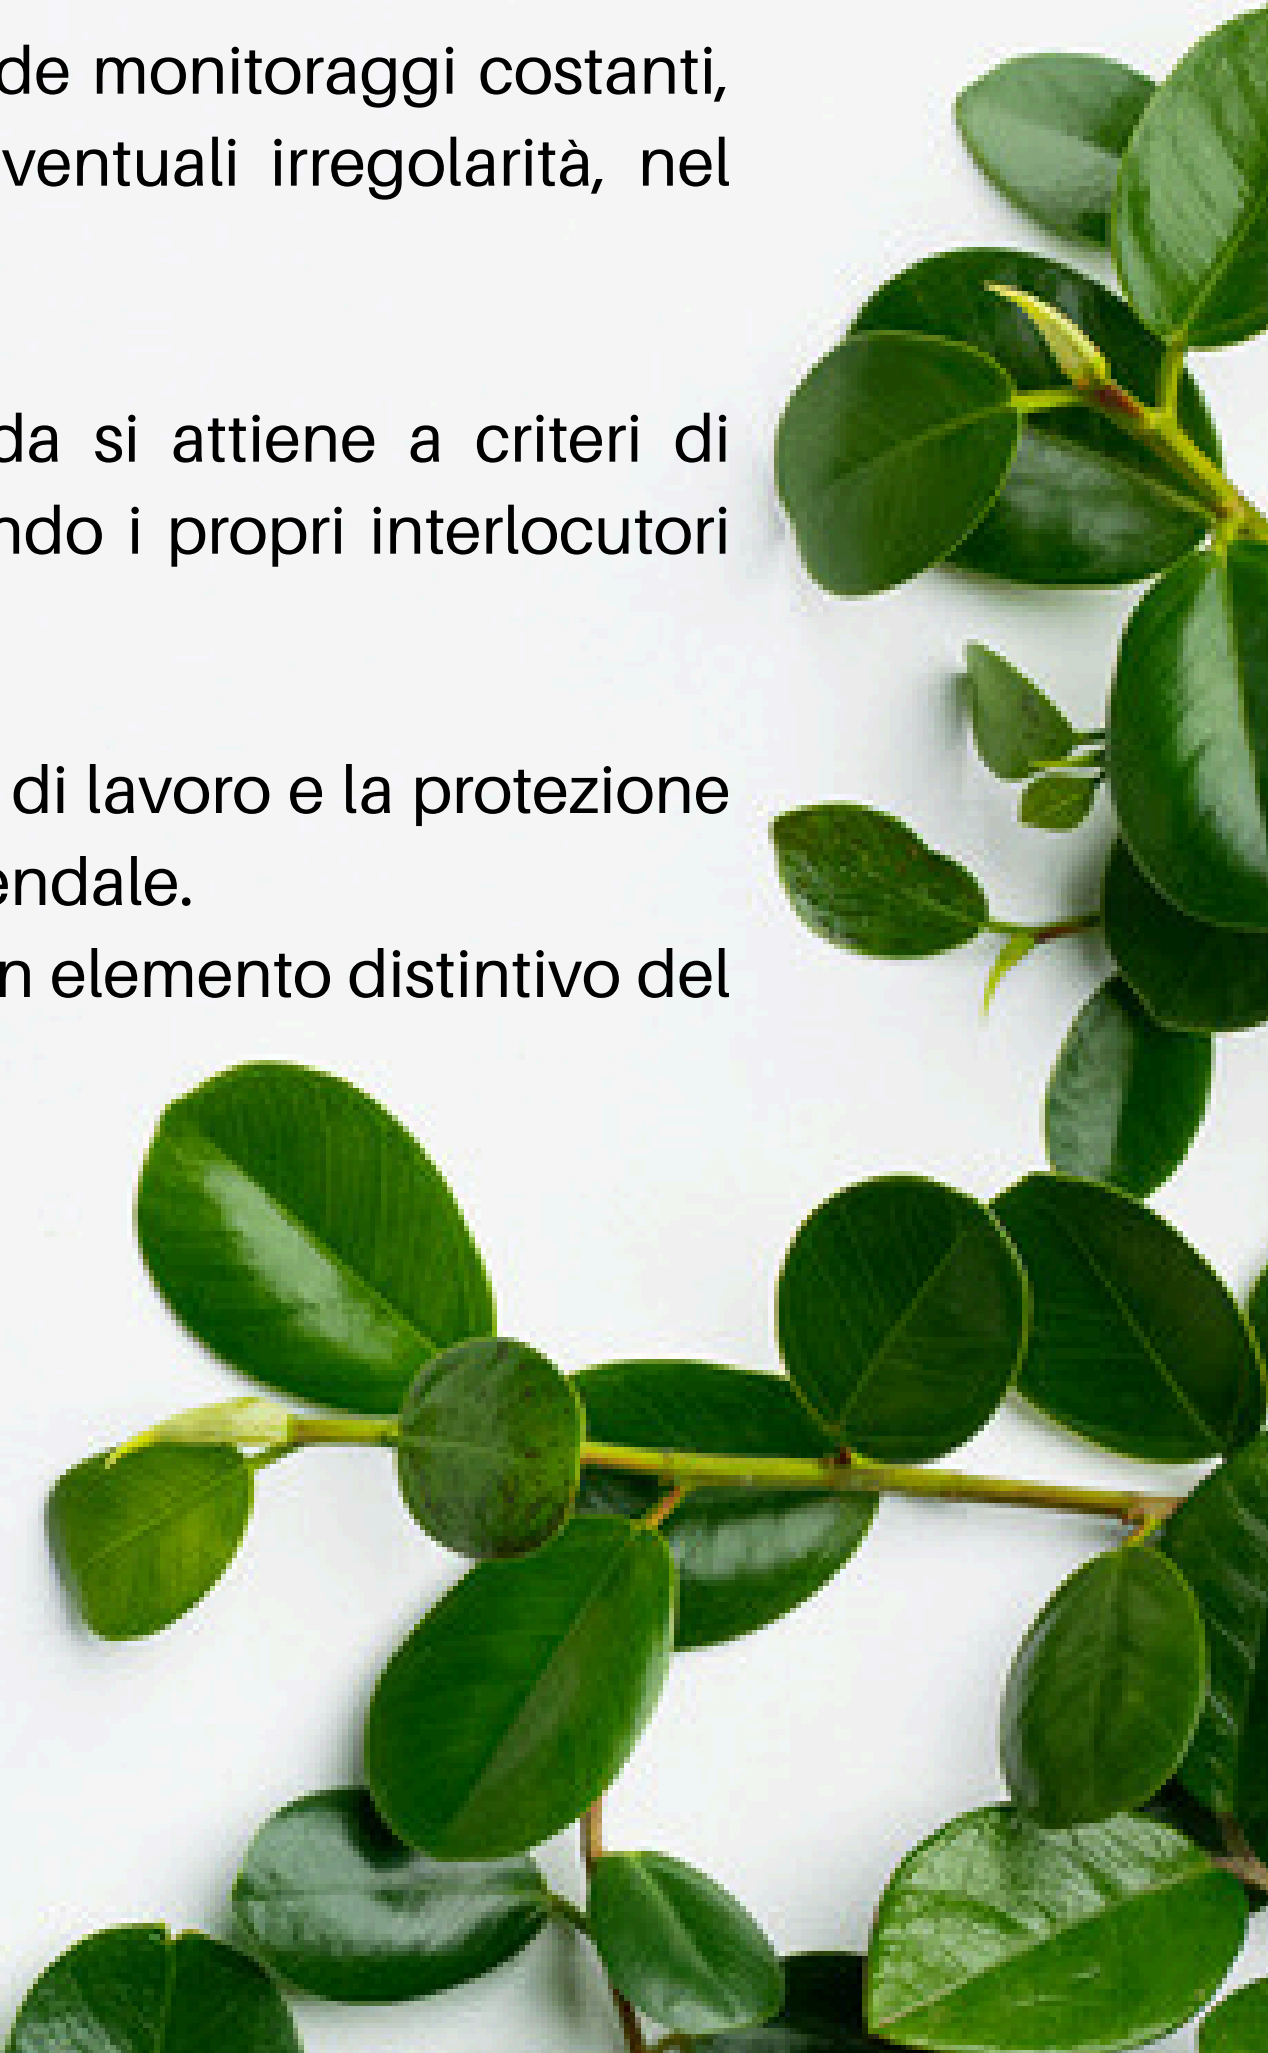 de monitoraggi costanti,
ventuali irregolarità, nel
da si attiene a criteri di
ndo i propri interlocutori
di lavoro e la protezione
endale.
n elemento distintivo del